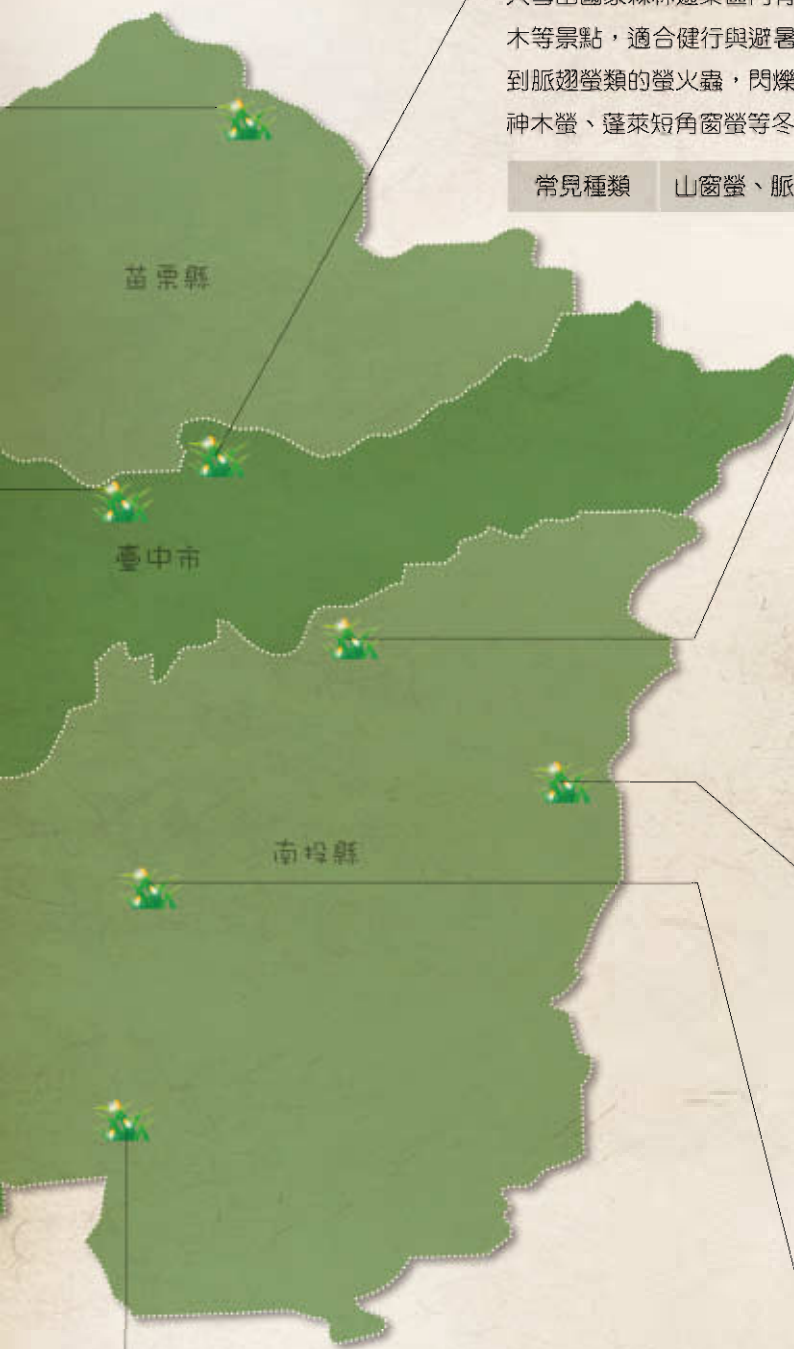 木等景點，適合健行與避暑
到脈翅螢類的螢火蟲，閃爍
神木螢、蓬萊短角窗螢等冬
常見種類 山窗螢、脈
苗栗縣
臺中市
南投縣